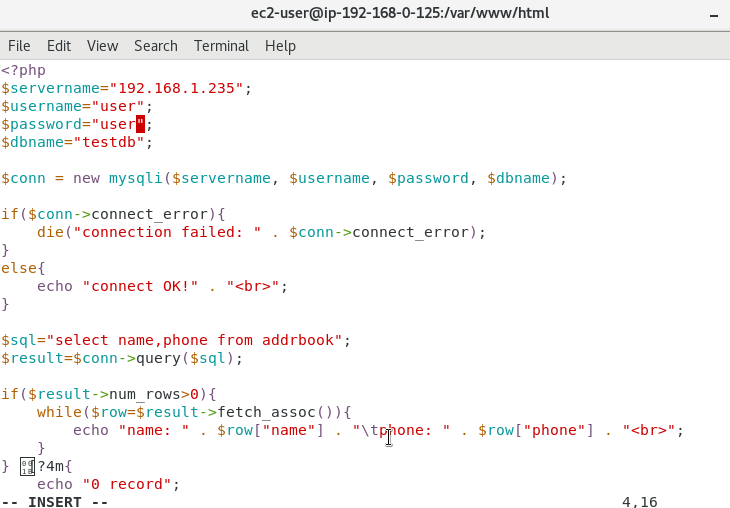 ec2-user@ip-192-168-0-125:/var/www/html
File Edit View Search Terminal Help
<?php
$servername="192.168.1.235";
$username="user";
$password="user";
$dbname="testdb";
$conn = new mysqli($servername, $username, $password, $dbname);
if($conn->connect_error){
    die("connection failed: " . $conn->connect_error);
}
else{
    echo "connect OK!" . "<br>";
}
$sql="select name,phone from addrbook";
$result=$conn->query($sql);
if($result->num_rows>0){
    while($row=$result->fetch_assoc()){
        echo "name: " . $row["name"] . "\tphone: " . $row["phone"] . "<br>";
    }
} ?4m{
    echo "0 record";
-- INSERT -- 4,16